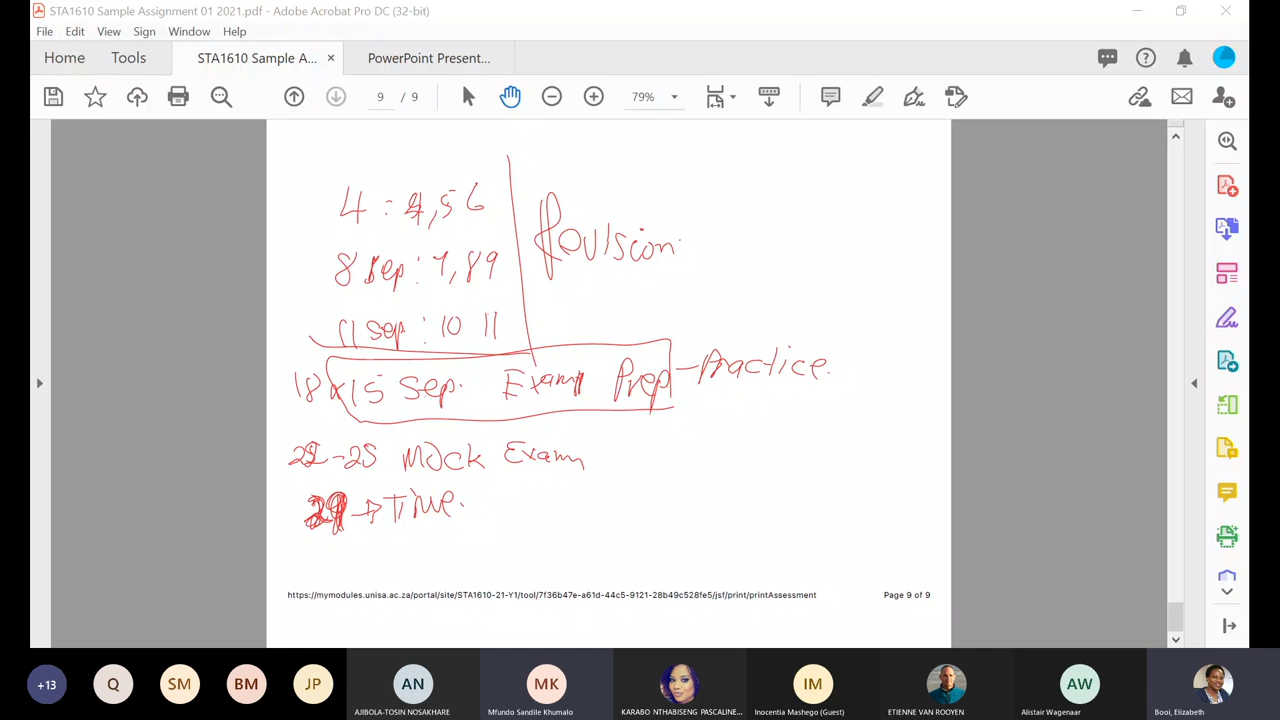 STA1610 Sample Assignment 01 2021.pdf - Adobe Acrobat Pro DC (32-bit)
File Edit View Sign Window Help
Home Tools STA1610 Sample A... × PowerPoint Present...
9 / 9 79%
4 : 4,56
8 Sep : 7,89
Revision
11 Sep : 10 11
18 15 Sep. Exam Prep - Practice.
-25 Mock Exam
→ Time.
https://mymodules.unisa.ac.za/portal/site/STA1610-21-Y1/tool/7f36b47e-a61d-44c5-9121-28b49c528fe5/jsf/print/printAssessment Page 9 of 9
+13 Q SM BM JP AN MK IM AW
AJIBOLA-TOSIN NOSAKHARE Mfundo Sandile Khumalo KARABO NTHABISENG PASCALINE... Inocentia Mashego (Guest) ETIENNE VAN ROOYEN Alistair Wagenaar Booi, Elizabeth